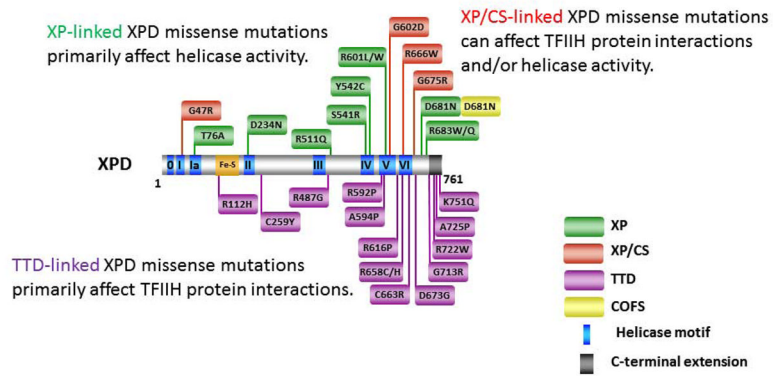 XP-linked XPD missense mutations
primarily affect helicase activity.
XP/CS-linked XPD missense mutations
can affect TFIIH protein interactions
and/or helicase activity.
G602D
R601L/W
R666W
Y542C
G675R
G47R
S541R
D681N
D681N
T76A
D234N
R511Q
R683W/Q
XPD
O
I
Ia
Fe-S
II
III
IV
V
VI
1
761
R112H
C259Y
R487G
R592P
A594P
K751Q
A725P
R616P
R722W
R658C/H
G713R
C663R
D673G
TTD-linked XPD missense mutations
primarily affect TFIIH protein interactions.
XP
XP/CS
TTD
COFS
Helicase motif
C-terminal extension